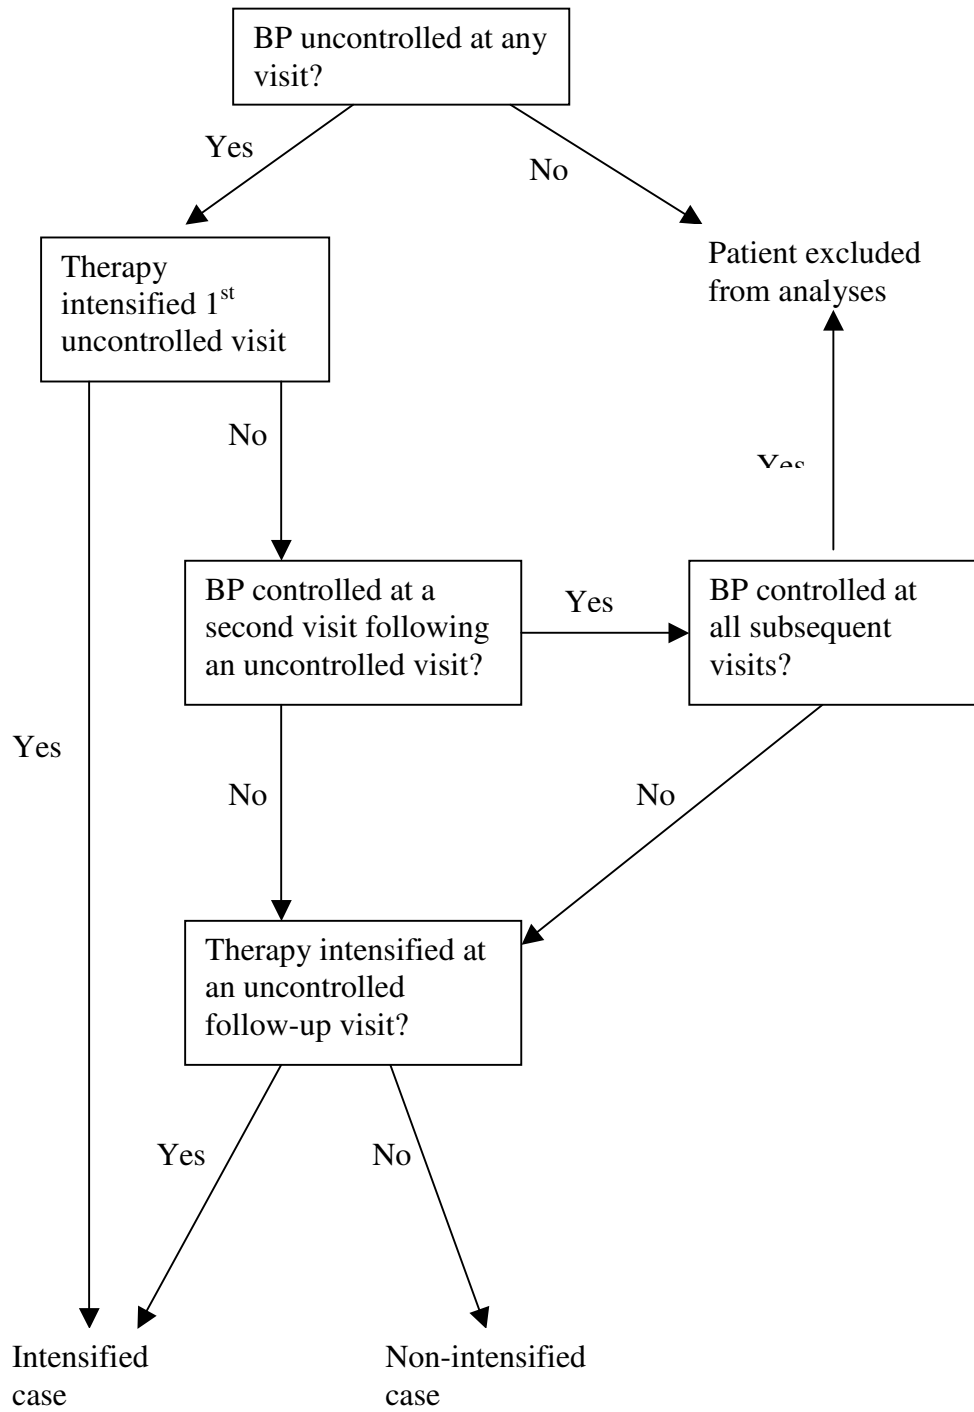 BP uncontrolled at any
visit?
Yes
No
Therapy
intensified 1st
uncontrolled visit
Patient excluded
from analyses
No
Yes
BP controlled at a
second visit following
an uncontrolled visit?
Yes
BP controlled at
all subsequent
visits?
Yes
No
No
Therapy intensified at
an uncontrolled
follow-up visit?
Yes
No
Intensified
case
Non-intensified
case